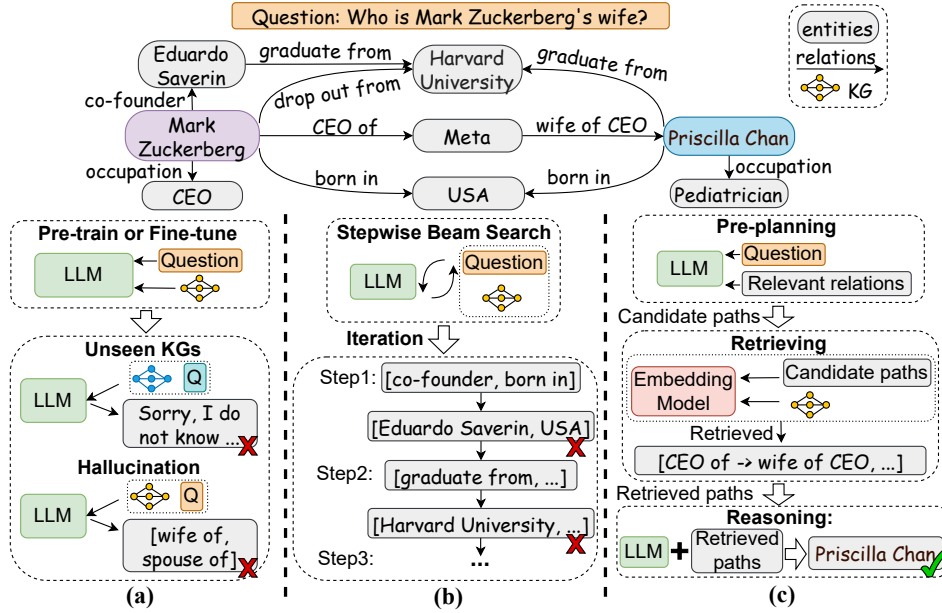 Question: Who is Mark Zuckerberg's wife?
Eduardo
Saverin
graduate from
Harvard
University
graduate from
entities
relations
KG
co-founder
drop out from
Mark
Zuckerberg
CEO of
Meta
wife of CEO
Priscilla Chan
occupation
CEO
born in
USA
born in
occupation
Pediatrician
Pre-train or Fine-tune
LLM
Question
Unseen KGs
LLM
Q
Sorry, I do
not know ...
Hallucination
LLM
Q
[wife of,
spouse of]
(a)
Stepwise Beam Search
LLM
Question
Iteration
Step1:
[co-founder, born in]
[Eduardo Saverin, USA]
Step2:
[graduate from, ...]
[Harvard University, ...]
Step3:
...
(b)
Pre-planning
LLM
Question
Relevant relations
Candidate paths
Retrieving
Embedding
Model
Candidate paths
Retrieved
[CEO of -> wife of CEO, ...]
Retrieved paths
Reasoning:
LLM
+
Retrieved
paths
Priscilla Chan
(c)